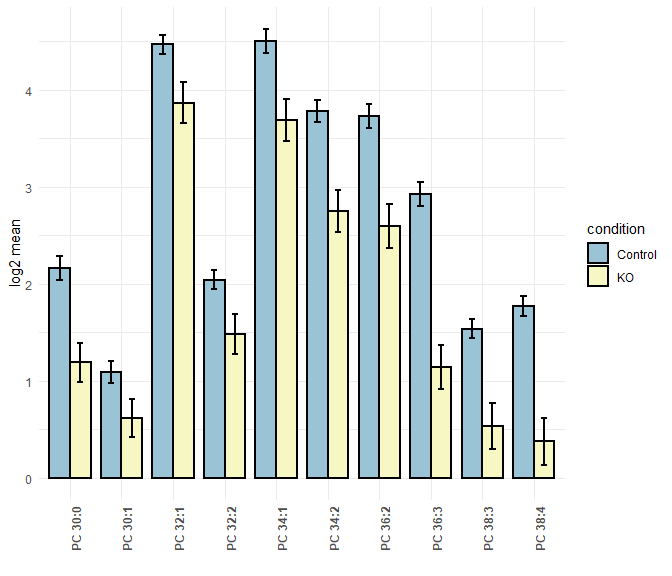 log2 mean
4
3
2
1
0
PC 30:0
PC 30:1
PC 32:1
PC 32:2
PC 34:1
PC 34:2
PC 36:2
PC 36:3
PC 38:3
PC 38:4
condition
Control
KO